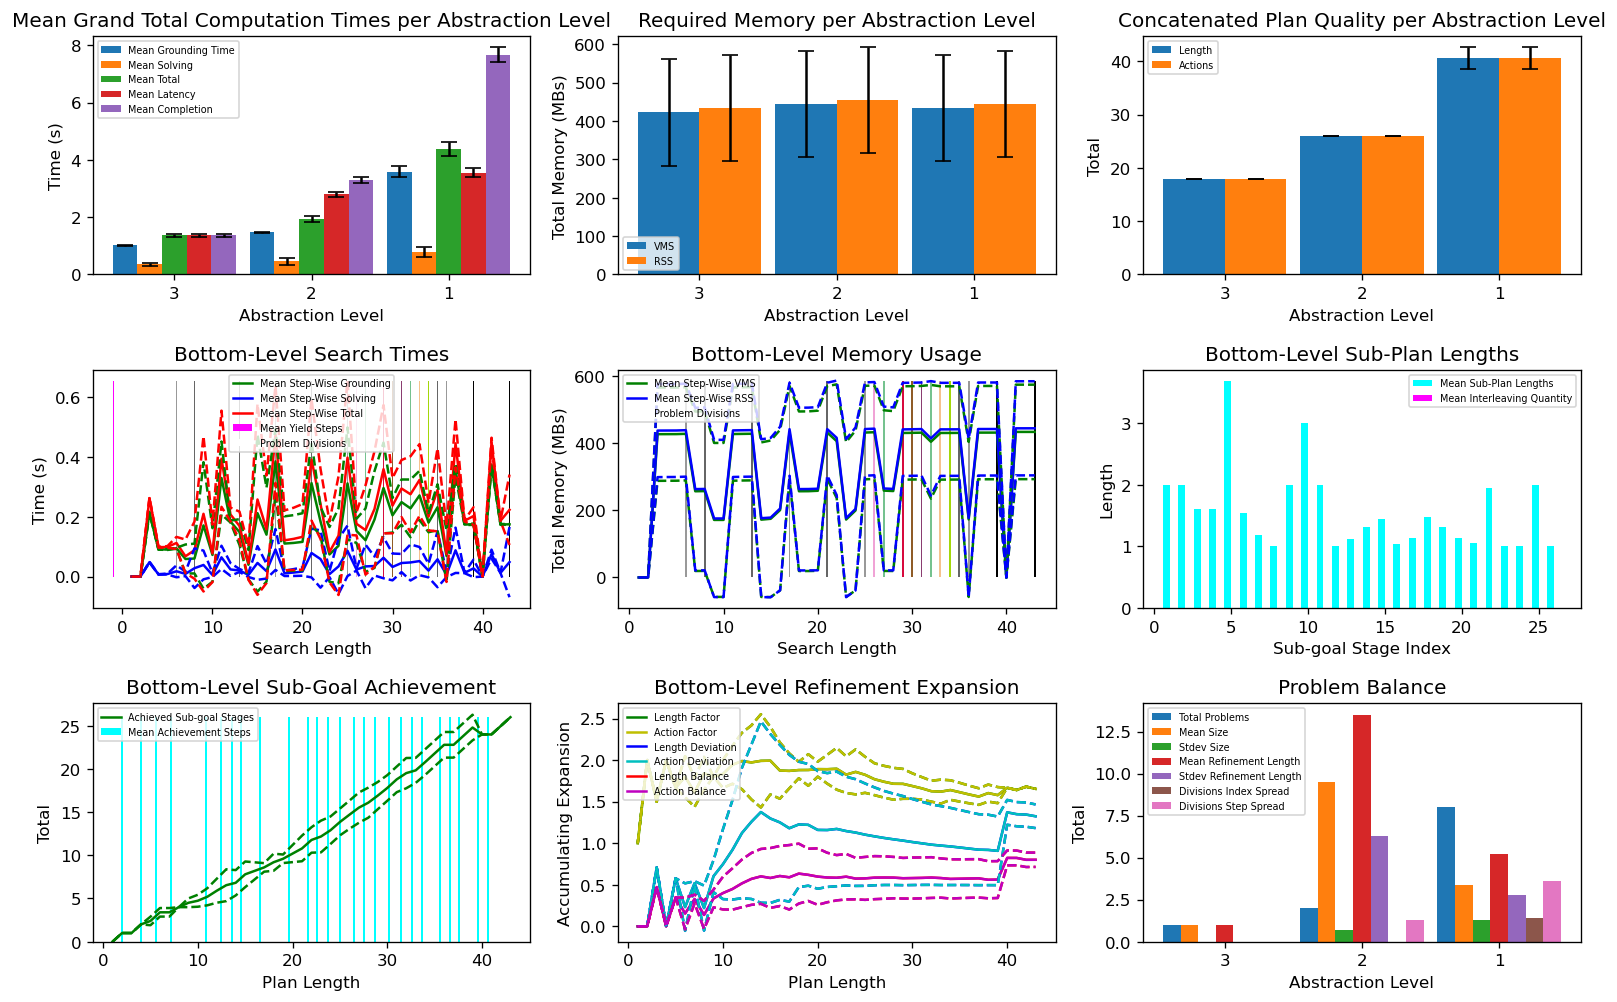 Mean Grand Total Computation Times per Abstraction Level
Time (s)
8
6
4
2
0
Mean Grounding Time
Mean Solving
Mean Total
Mean Latency
Mean Completion
3 2 1
Abstraction Level
Required Memory per Abstraction Level
Total Memory (MBs)
600
500
400
300
200
100
0
VMS
RSS
3 2 1
Abstraction Level
Concatenated Plan Quality per Abstraction Level
Total
40
30
20
10
0
Length
Actions
3 2 1
Abstraction Level
Bottom-Level Search Times
Time (s)
0.6
0.4
0.2
0.0
Mean Step-Wise Grounding
Mean Step-Wise Solving
Mean Step-Wise Total
Mean Yield Steps
Problem Divisions
0 10 20 30 40
Search Length
Bottom-Level Memory Usage
Total Memory (MBs)
600
400
200
0
Mean Step-Wise VMS
Mean Step-Wise RSS
Problem Divisions
0 10 20 30 40
Search Length
Bottom-Level Sub-Plan Lengths
Length
3
2
1
0
Mean Sub-Plan Lengths
Mean Interleaving Quantity
0 5 10 15 20 25
Sub-goal Stage Index
Bottom-Level Sub-Goal Achievement
Total
25
20
15
10
5
0
Achieved Sub-goal Stages
Mean Achievement Steps
0 10 20 30 40
Plan Length
Bottom-Level Refinement Expansion
Accumulating Expansion
2.5
2.0
1.5
1.0
0.5
0.0
Length Factor
Action Factor
Length Deviation
Action Deviation
Length Balance
Action Balance
0 10 20 30 40
Plan Length
Problem Balance
Total
12.5
10.0
7.5
5.0
2.5
0.0
Total Problems
Mean Size
Stdev Size
Mean Refinement Length
Stdev Refinement Length
Divisions Index Spread
Divisions Step Spread
3 2 1
Abstraction Level